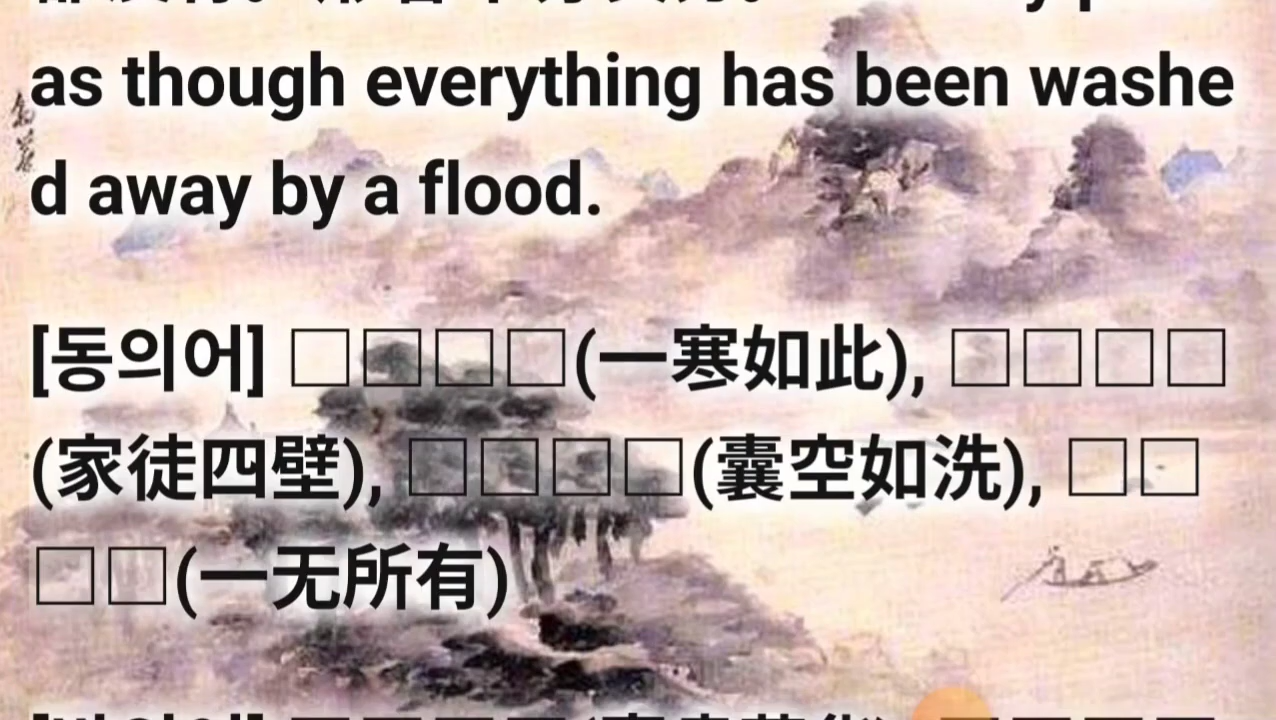 as though everything has been washe
d away by a flood.
[동의어] □□□□(一寒如此), □□□□
(家徒四壁), □□□□(囊空如洗), □□
□□(一无所有)